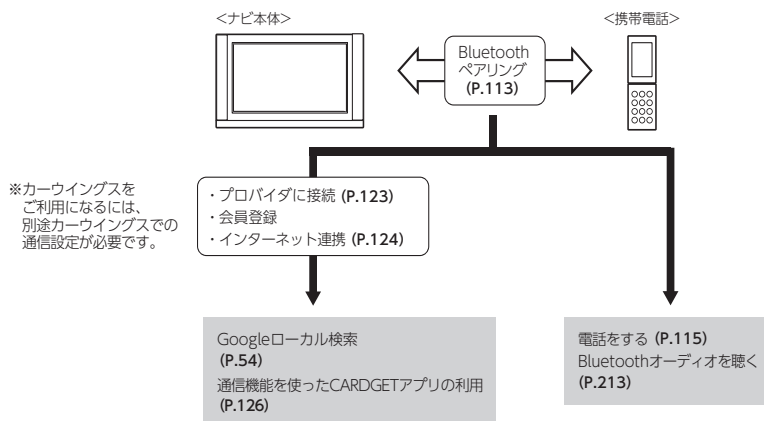 <ナビ本体>
<携帯電話>
Bluetooth
ペアリング
(P.113)
※カーウイングスを
ご利用になるには、
別途カーウイングスでの
通信設定が必要です。
・プロバイダに接続 (P.123)
・会員登録
・インターネット連携 (P.124)
Googleローカル検索
(P.54)
通信機能を使ったCARDGETアプリの利用
(P.126)
電話をする (P.115)
Bluetoothオーディオを聴く
(P.213)